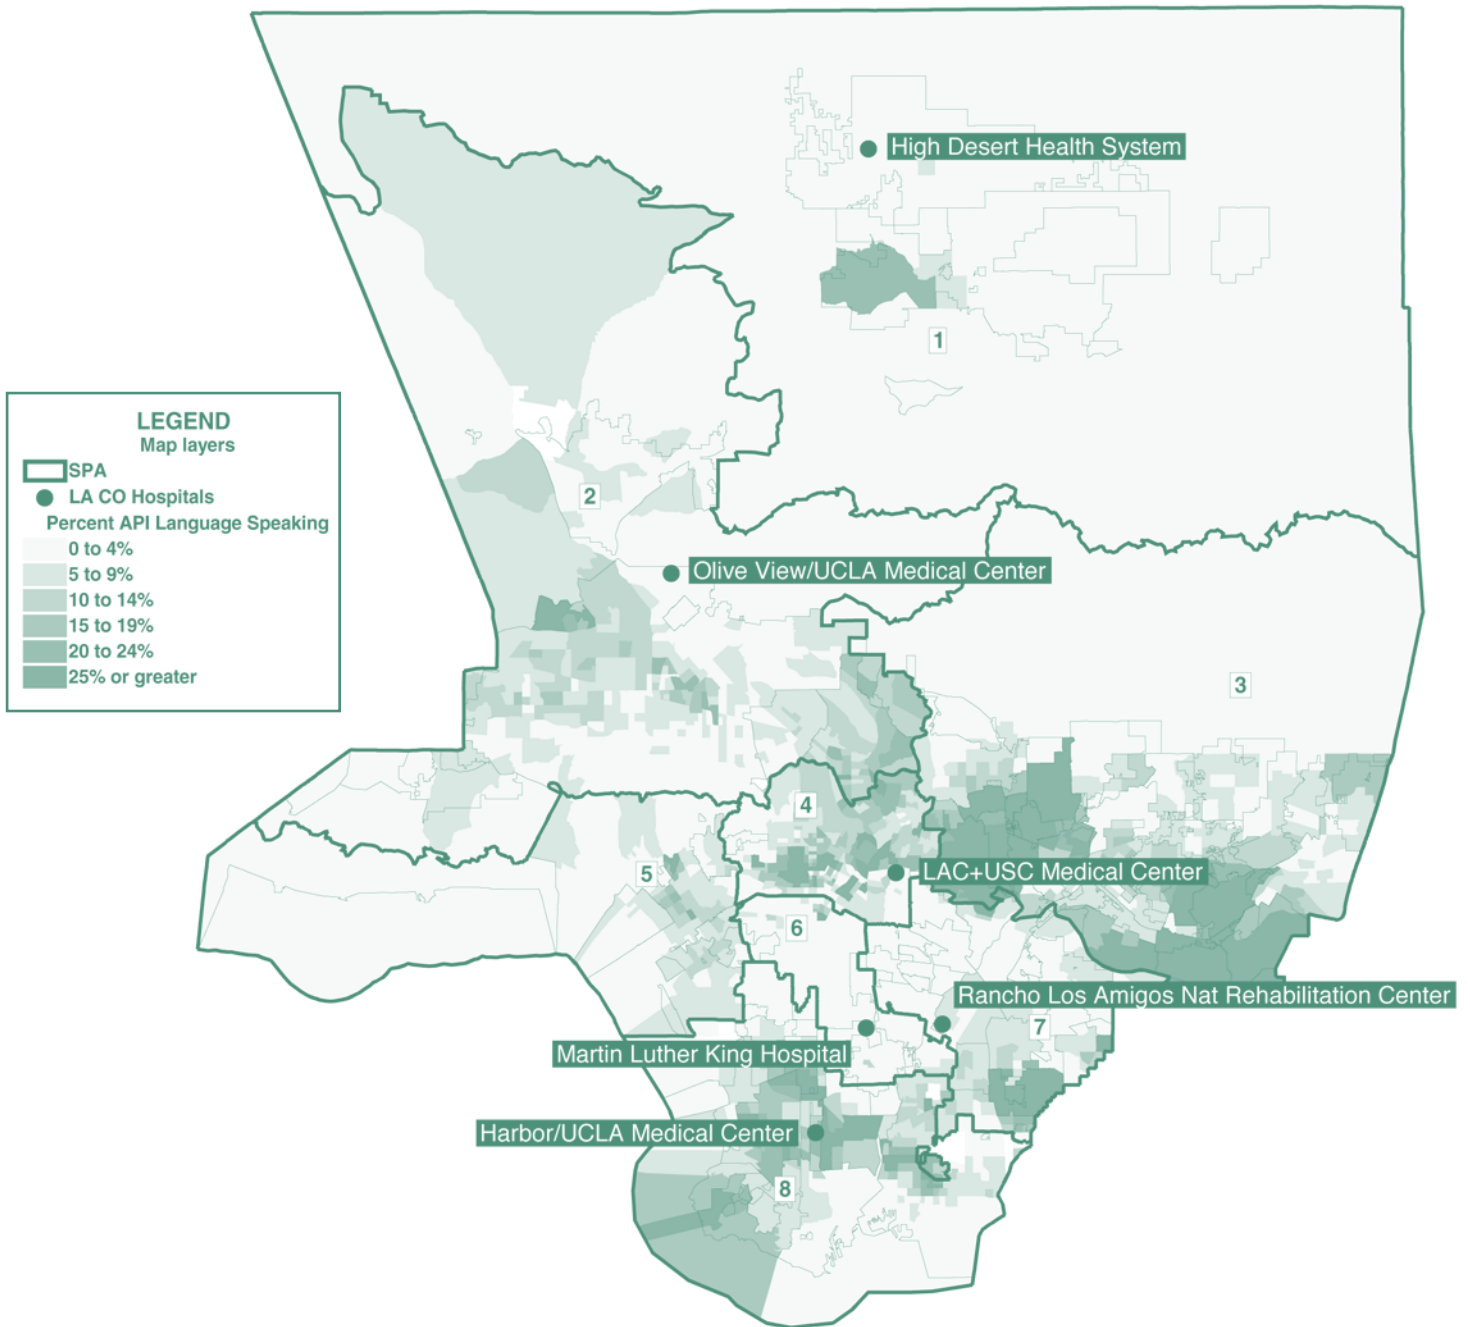 High Desert Health System
1
LEGEND
Map layers
SPA
LA CO Hospitals
Percent API Language Speaking
0 to 4%
5 to 9%
10 to 14%
15 to 19%
20 to 24%
25% or greater
2
Olive View/UCLA Medical Center
3
4
5
LAC+USC Medical Center
6
Rancho Los Amigos Nat Rehabilitation Center
7
Martin Luther King Hospital
Harbor/UCLA Medical Center
8